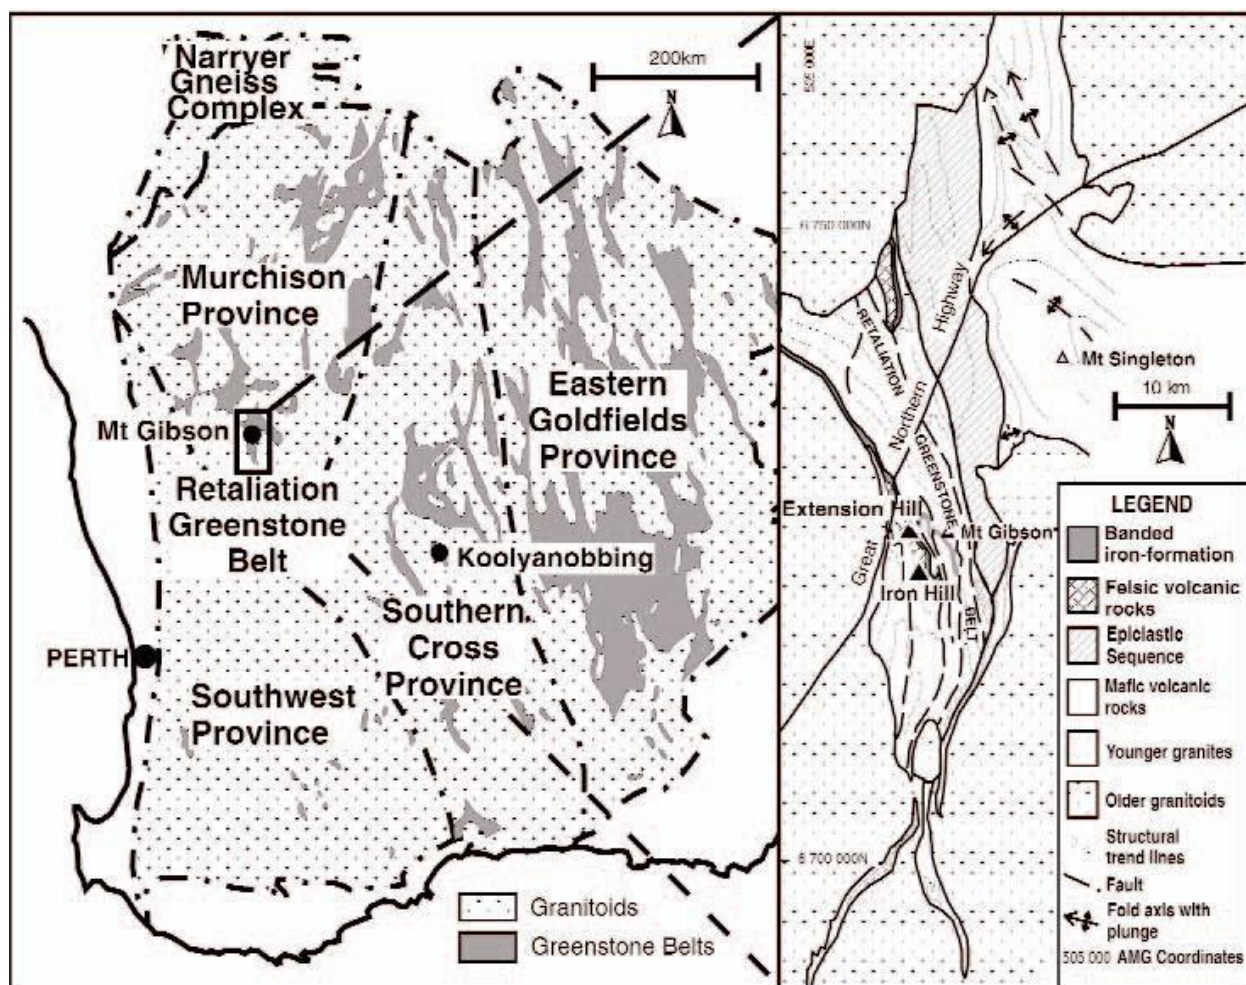 Narryer
Gneiss
Complex
200km
N
Murchison
Province
Mt Gibson
Retaliation
Greenstone
Belt
Eastern
Goldfields
Province
Koolyanobbing
Southern
Cross
Province
PERTH
Southwest
Province
Granitoids
Greenstone Belts
6 750 000N
RETALIATION
GREENSTONE
BELT
Great
Northern
Highway
Mt Singleton
10 km
N
Extension Hill
Mt Gibson
Iron Hill
6 700 000N
LEGEND
Banded
iron-formation
Felsic volcanic
rocks
Epiclastic
Sequence
Mafic volcanic
rocks
Younger granites
Older granitoids
Structural
trend lines
Fault
Fold axis with
plunge
505 000 AMG Coordinates